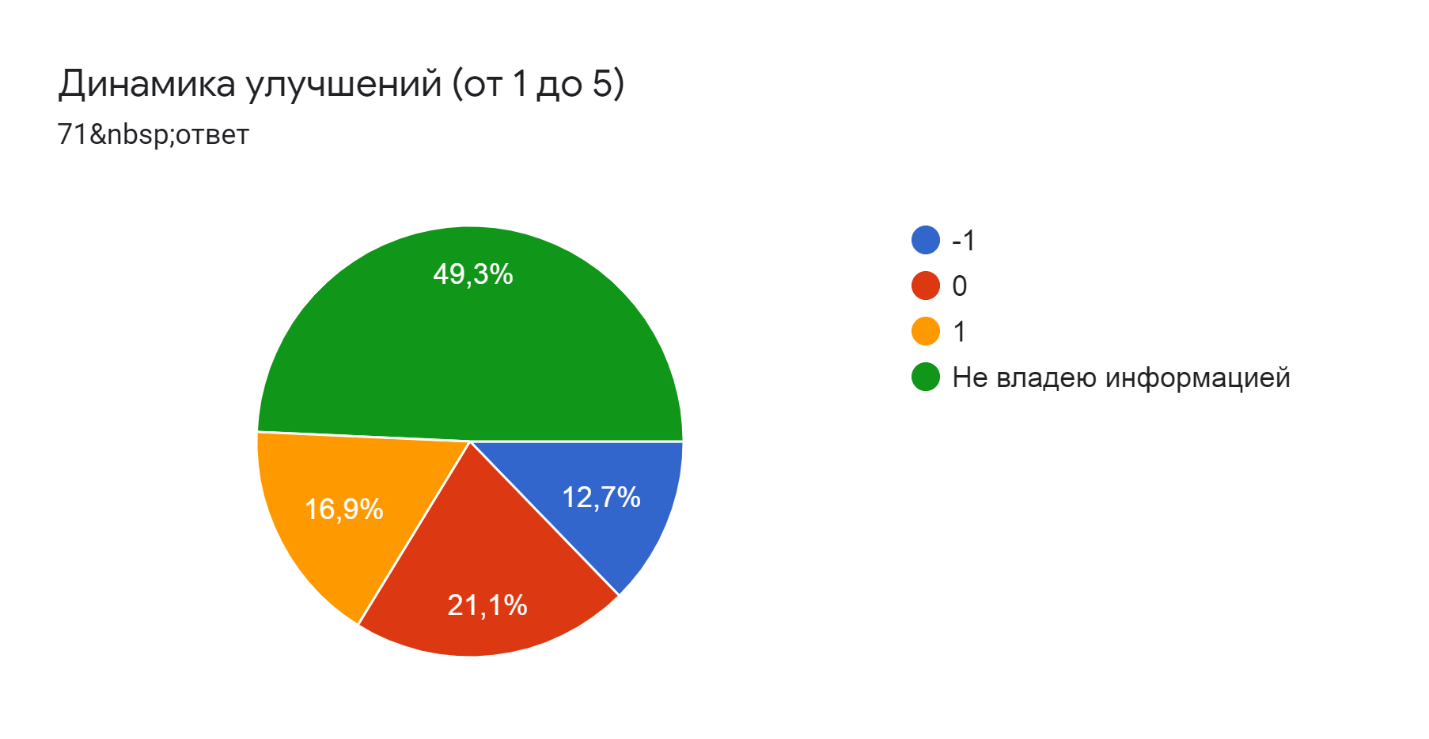 Динамика улучшений (от 1 до 5)
71&nbsp;ответ
-1
0
1
Не владею информацией
49,3%
12,7%
16,9%
21,1%